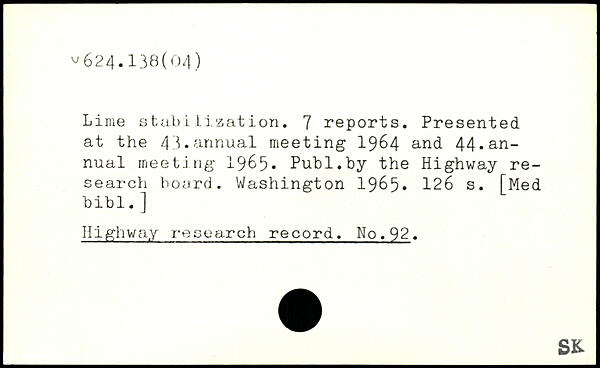 v624.138(04)
Lime stabilization. 7 reports. Presented
at the 43.annual meeting 1964 and 44.an-
nual meeting 1965. Publ.by the Highway re-
search board. Washington 1965. 126 s. [Med
bibl.]
Highway research record. No.92.
SK